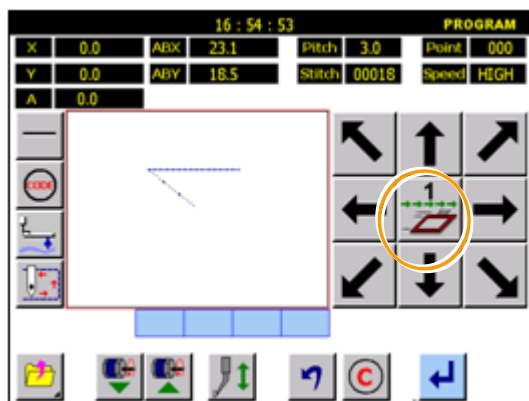 16 : 54 : 53 PROGRAM
X 0.0 ABX 23.1 Pitch 3.0 Point 000
Y 0.0 ABY 18.5 Stitch 00018 Speed HIGH
A 0.0
1
CODE
C